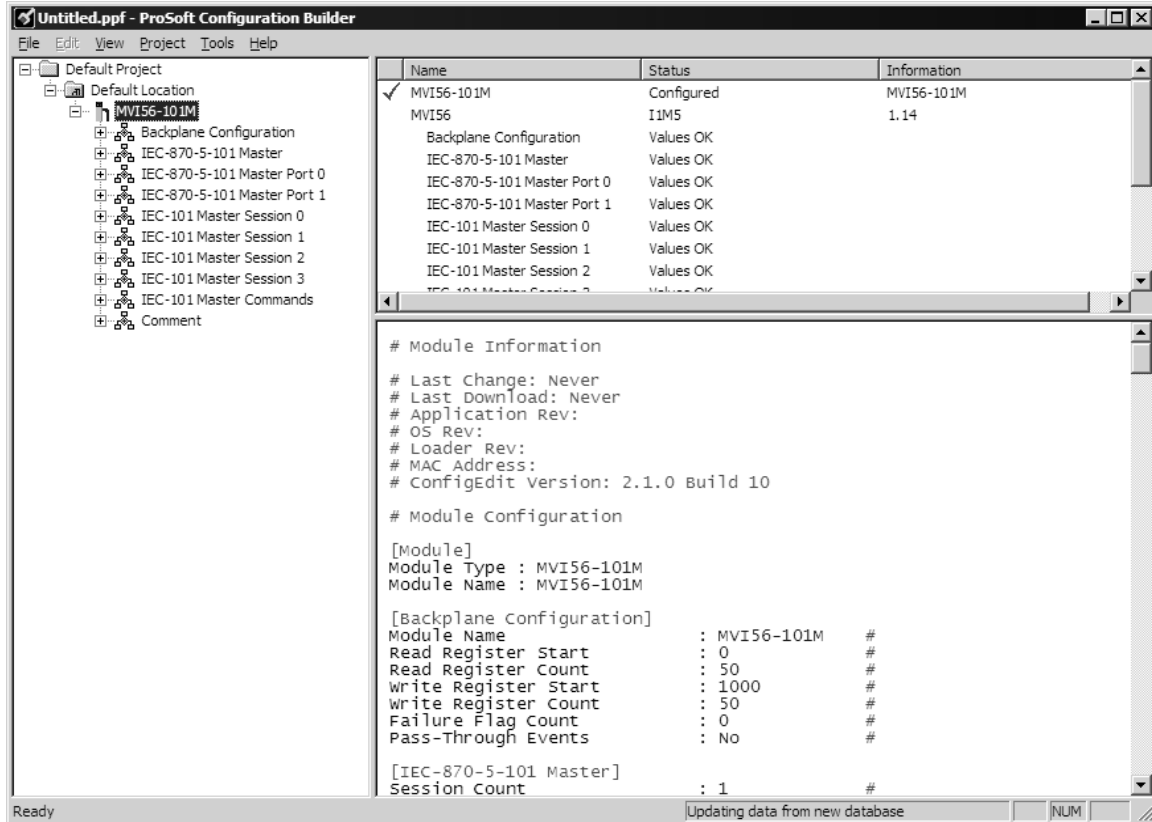 Untitled.ppf - ProSoft Configuration Builder
File Edit View Project Tools Help
Default Project
Default Location
MVI56-101M
Backplane Configuration
IEC-870-5-101 Master
IEC-870-5-101 Master Port 0
IEC-870-5-101 Master Port 1
IEC-101 Master Session 0
IEC-101 Master Session 1
IEC-101 Master Session 2
IEC-101 Master Session 3
IEC-101 Master Commands
Comment
Name Status Information
MVI56-101M Configured MVI56-101M
MVI56 I1M5 1.14
Backplane Configuration Values OK
IEC-870-5-101 Master Values OK
IEC-870-5-101 Master Port 0 Values OK
IEC-870-5-101 Master Port 1 Values OK
IEC-101 Master Session 0 Values OK
IEC-101 Master Session 1 Values OK
IEC-101 Master Session 2 Values OK
IEC-101 Master Session 3 Values OK
# Module Information
# Last Change: Never
# Last Download: Never
# Application Rev:
# OS Rev:
# Loader Rev:
# MAC Address:
# ConfigEdit Version: 2.1.0 Build 10
# Module Configuration
[Module]
Module Type : MVI56-101M
Module Name : MVI56-101M
[Backplane Configuration]
Module Name : MVI56-101M #
Read Register Start : 0 #
Read Register Count : 50 #
Write Register Start : 1000 #
Write Register Count : 50 #
Failure Flag Count : 0 #
Pass-Through Events : No #
[IEC-870-5-101 Master]
Session Count : 1 #
Ready
Updating data from new database
NUM